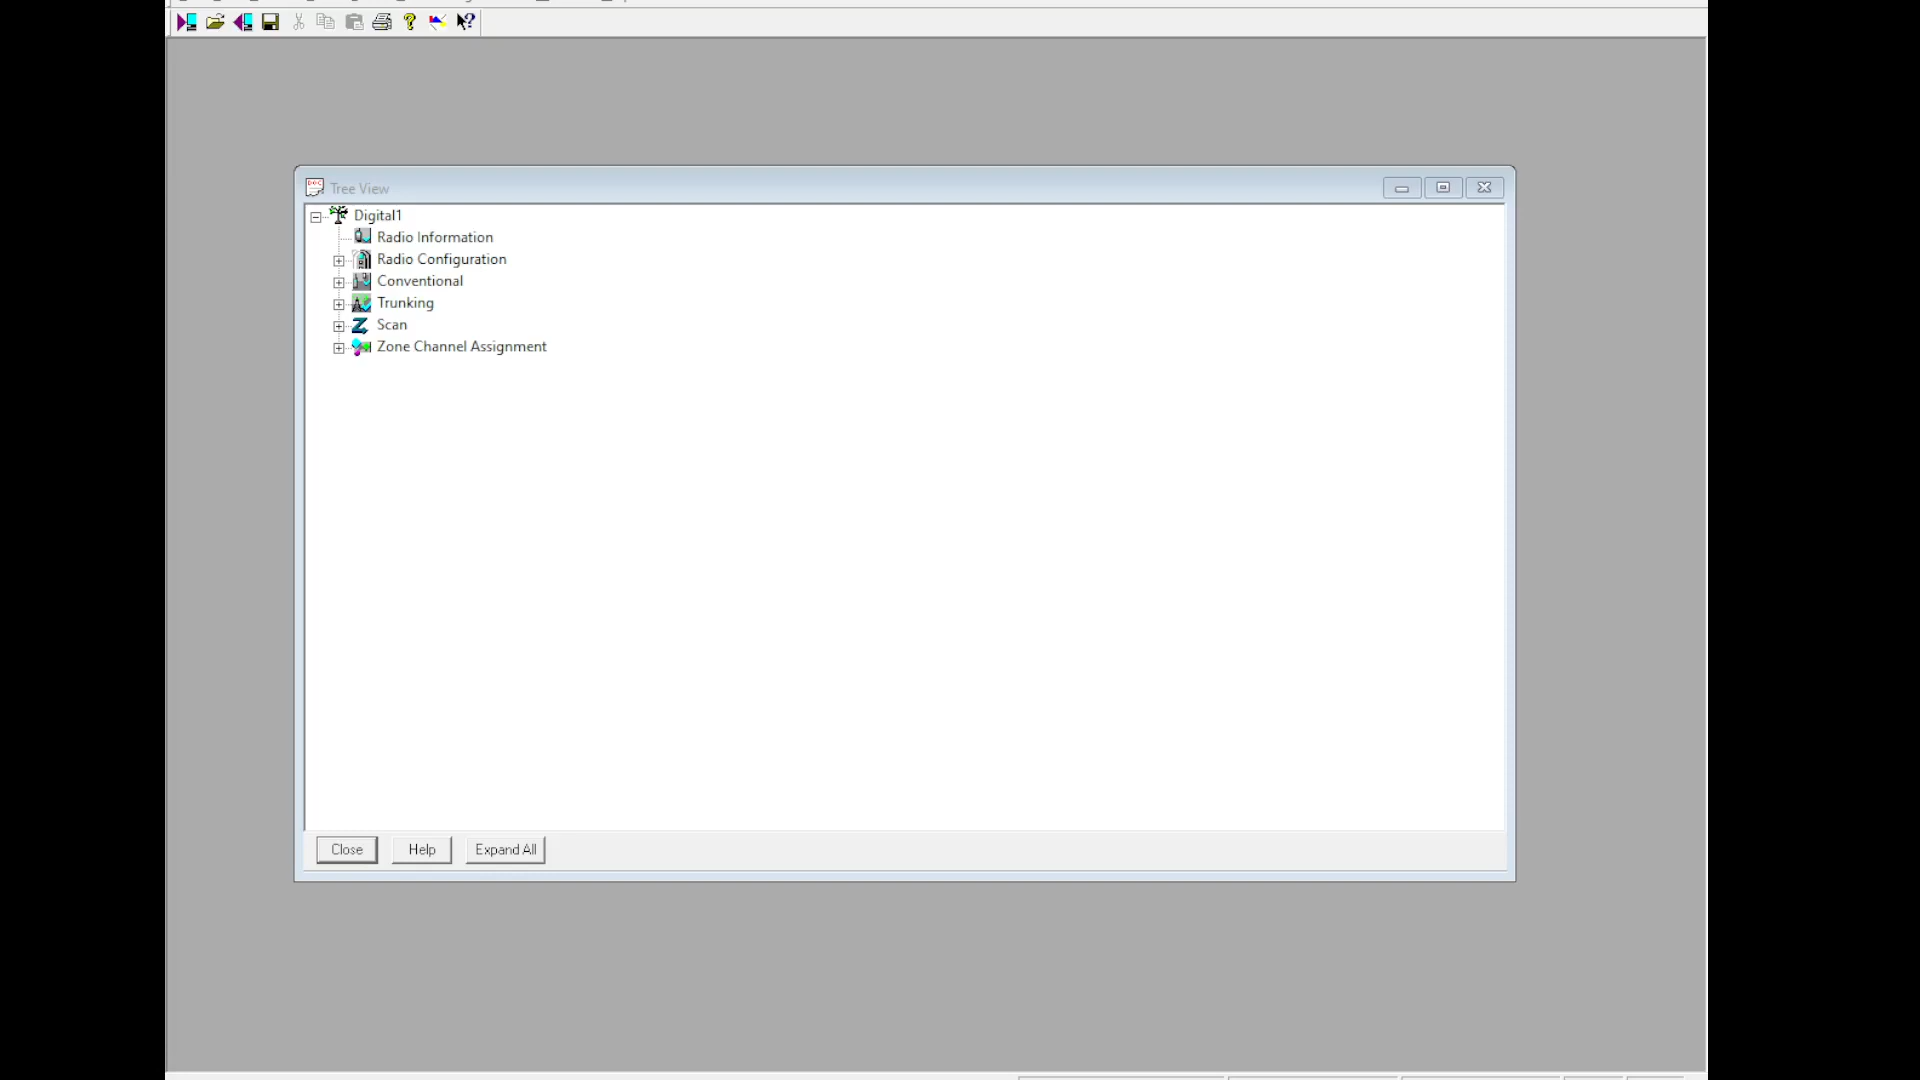 Tree View
Digital1
Radio Information
Radio Configuration
Conventional
Trunking
Scan
Zone Channel Assignment
Close Help Expand All